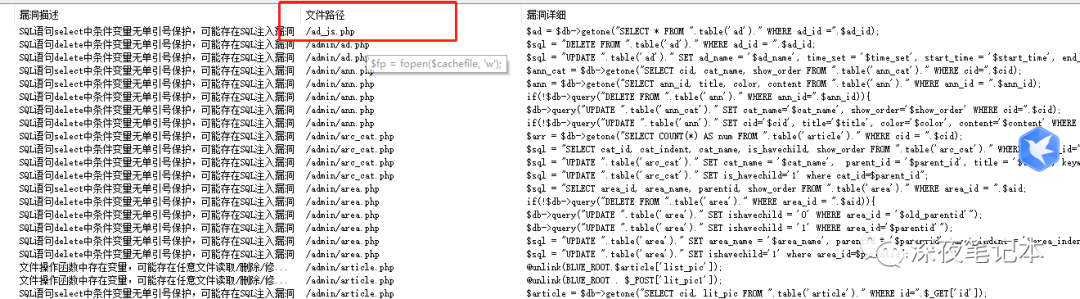 漏洞描述 文件路径 漏洞详细
SQL语句select中条件变量无单引号保护，可能存在SQL注入漏洞 /ad_js.php $ad = $db->getone("SELECT * FROM ".table('ad')." WHERE ad_id =".$ad_id);
SQL语句delete中条件变量无单引号保护，可能存在SQL注入漏洞 /admin/ad.php $sql = "DELETE FROM ".table('ad')." WHERE ad_id = ".$ad_id;
SQL语句delete中条件变量无单引号保护，可能存在SQL注入漏洞 /admin/ad.php $sql = "UPDATE ".table('ad')." SET ad_name = '$ad_name', time_set = '$time_set', start_time = '$start_time', end_
$fp = fopen($cachefile, 'w');
SQL语句select中条件变量无单引号保护，可能存在SQL注入漏洞 /admin/ann.php $ann_cat = $db->getone("SELECT cid, cat_name, show_order FROM ".table('ann_cat')." WHERE cid=".$cid);
SQL语句select中条件变量无单引号保护，可能存在SQL注入漏洞 /admin/ann.php $ann = $db->getone("SELECT ann_id, title, color, content FROM ".table('ann')." WHERE ann_id = ".$ann_id);
SQL语句delete中条件变量无单引号保护，可能存在SQL注入漏洞 /admin/ann.php if(!$db->query("DELETE FROM ".table('ann')." WHERE ann_id=".$ann_id)){
SQL语句delete中条件变量无单引号保护，可能存在SQL注入漏洞 /admin/ann.php $db->query("UPDATE ".table('ann_cat')." SET cat_name='$cat_name', show_order='$show_order' WHERE cid=".$cid);
SQL语句delete中条件变量无单引号保护，可能存在SQL注入漏洞 /admin/ann.php if(!$db->query("UPDATE ".table('ann')." SET cid='$cid', title='$title', color='$color', content='$content' WHERE
SQL语句select中条件变量无单引号保护，可能存在SQL注入漏洞 /admin/arc_cat.php $arr = $db->getone("SELECT COUNT(*) AS num FROM ".table('article')." WHERE cid = ".$cid);
SQL语句select中条件变量无单引号保护，可能存在SQL注入漏洞 /admin/arc_cat.php $sql = "SELECT cat_id, cat_indent, cat_name, is_havechild, show_order FROM ".table('arc_cat')." WHERE
SQL语句delete中条件变量无单引号保护，可能存在SQL注入漏洞 /admin/arc_cat.php $sql = "UPDATE ".table('arc_cat')." SET cat_name = '$cat_name', parent_id = '$parent_id', title =
SQL语句delete中条件变量无单引号保护，可能存在SQL注入漏洞 /admin/arc_cat.php $sql = "UPDATE ".table('arc_cat')." SET is_havechild='1' where cat_id=$parent_id";
SQL语句select中条件变量无单引号保护，可能存在SQL注入漏洞 /admin/area.php $sql = "SELECT area_id, area_name, parentid, show_order FROM ".table('area')." WHERE area_id = ".$aid;
SQL语句delete中条件变量无单引号保护，可能存在SQL注入漏洞 /admin/area.php if(!$db->query("DELETE FROM ".table('area')." WHERE area_id = ".$aid)){
SQL语句delete中条件变量无单引号保护，可能存在SQL注入漏洞 /admin/area.php $db->query("UPDATE ".table('area')." SET ishavechild = '0' WHERE area_id = '$old_parentid'");
SQL语句delete中条件变量无单引号保护，可能存在SQL注入漏洞 /admin/area.php $db->query("UPDATE ".table('area')." SET ishavechild = '1' WHERE area_id=$parentid");
SQL语句delete中条件变量无单引号保护，可能存在SQL注入漏洞 /admin/area.php $sql = "UPDATE ".table('area')." SET area_name = '$area_name',
SQL语句delete中条件变量无单引号保护，可能存在SQL注入漏洞 /admin/area.php $sql = "UPDATE ".table('area')." SET ishavechild='1' where area_id=
文件操作函数中存在变量，可能存在任意文件读取/删除/修... /admin/article.php @unlink(BLUE_ROOT.$article['list_pic']);
文件操作函数中存在变量，可能存在任意文件读取/删除/修... /admin/article.php @unlink(BLUE_ROOT . $_POST['lit_pic']);
SQL语句select中条件变量无单引号保护，可能存在SQL注入漏洞 /admin/article.php $article = $db->getone("SELECT cid, lit_pic FROM ".table('article')." WHERE id=".$_GET['id']);
深夜笔记本